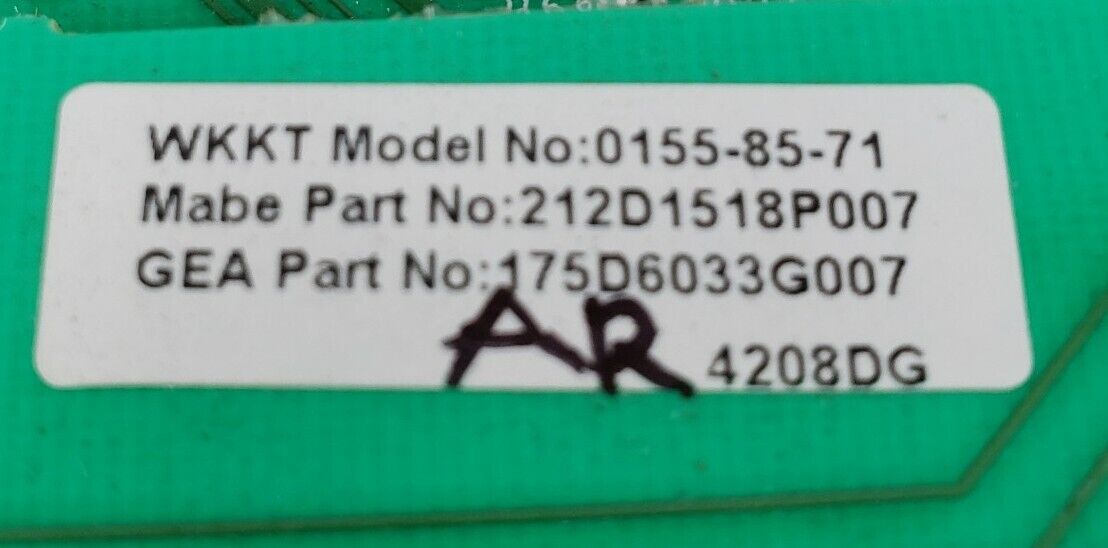 WKKT Model No:0155-85-71
Mabe Part No:212D1518P007
GEA Part No:175D6033G007
AR 4208DG